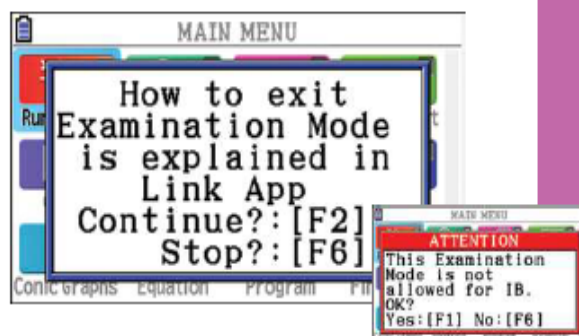 MAIN MENU
Run
How to exit
Examination Mode
is explained in
Link App
Continue?:[F2]
Stop?:[F6]
Conic Graphs Equation Program
MAIN MENU
ATTENTION
This Examination
Mode is not
allowed for IB.
OK?
Yes:[F1] No:[F6]